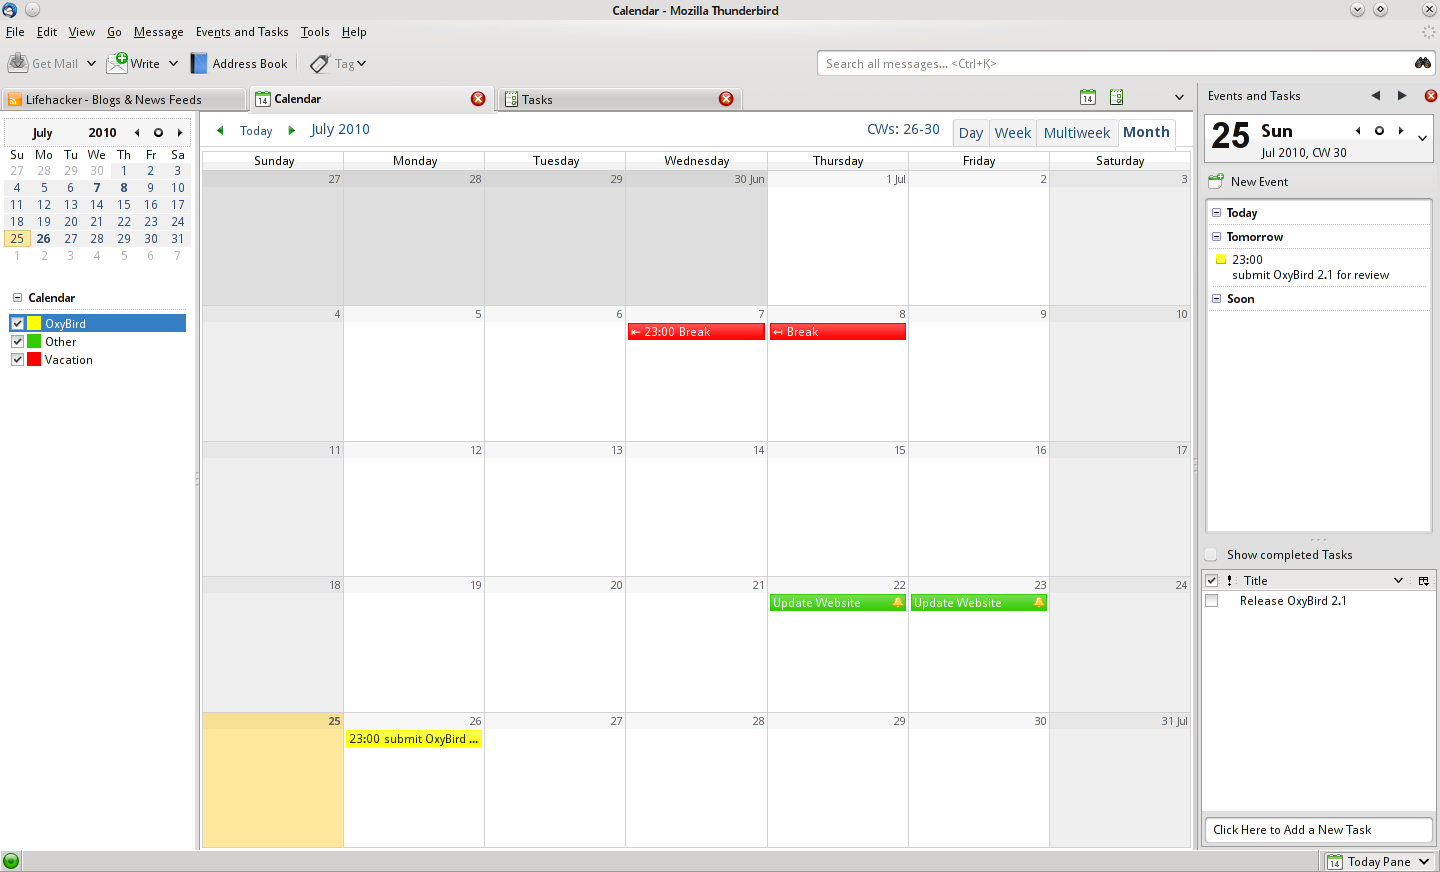 Calendar - Mozilla Thunderbird
File Edit View Go Message Events and Tasks Tools Help
Get Mail Write Address Book Tag Search all messages... <Ctrl+K>
Lifehacker - Blogs & News Feeds Calendar Tasks
July 2010
Su Mo Tu We Th Fr Sa
27 28 29 30 1 2 3
4 5 6 7 8 9 10
11 12 13 14 15 16 17
18 19 20 21 22 23 24
25 26 27 28 29 30 31
1 2 3 4 5 6 7
Calendar
OxyBird
Other
Vacation
Today July 2010 CWs: 26-30 Day Week Multiweek Month
Sunday Monday Tuesday Wednesday Thursday Friday Saturday
27 28 29 30 Jun 1 Jul 2 3
4 5 6 7 8 9 10
23:00 Break Break
11 12 13 14 15 16 17
18 19 20 21 22 23 24
Update Website Update Website
25 26 27 28 29 30 31 Jul
23:00 submit OxyBird ...
14 14
Events and Tasks
25 Sun
Jul 2010, CW 30
New Event
Today
Tomorrow
23:00
submit OxyBird 2.1 for review
Soon
Show completed Tasks
! Title
Release OxyBird 2.1
Click Here to Add a New Task
14 Today Pane